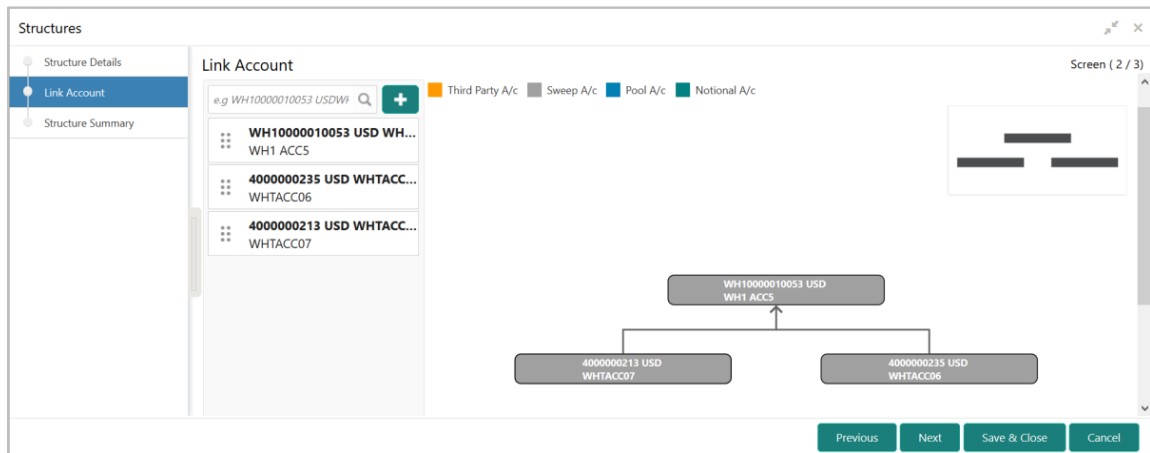 Structures
Structure Details
Link Account
Structure Summary
Link Account
Screen ( 2 / 3)
e.g WH10000010053 USDWH
Third Party A/c Sweep A/c Pool A/c Notional A/c
WH10000010053 USD WH...
WH1 ACC5
4000000235 USD WHTACC...
WHTACC06
4000000213 USD WHTACC...
WHTACC07
WH10000010053 USD
WH1 ACC5
4000000213 USD
WHTACC07
4000000235 USD
WHTACC06
Previous Next Save & Close Cancel